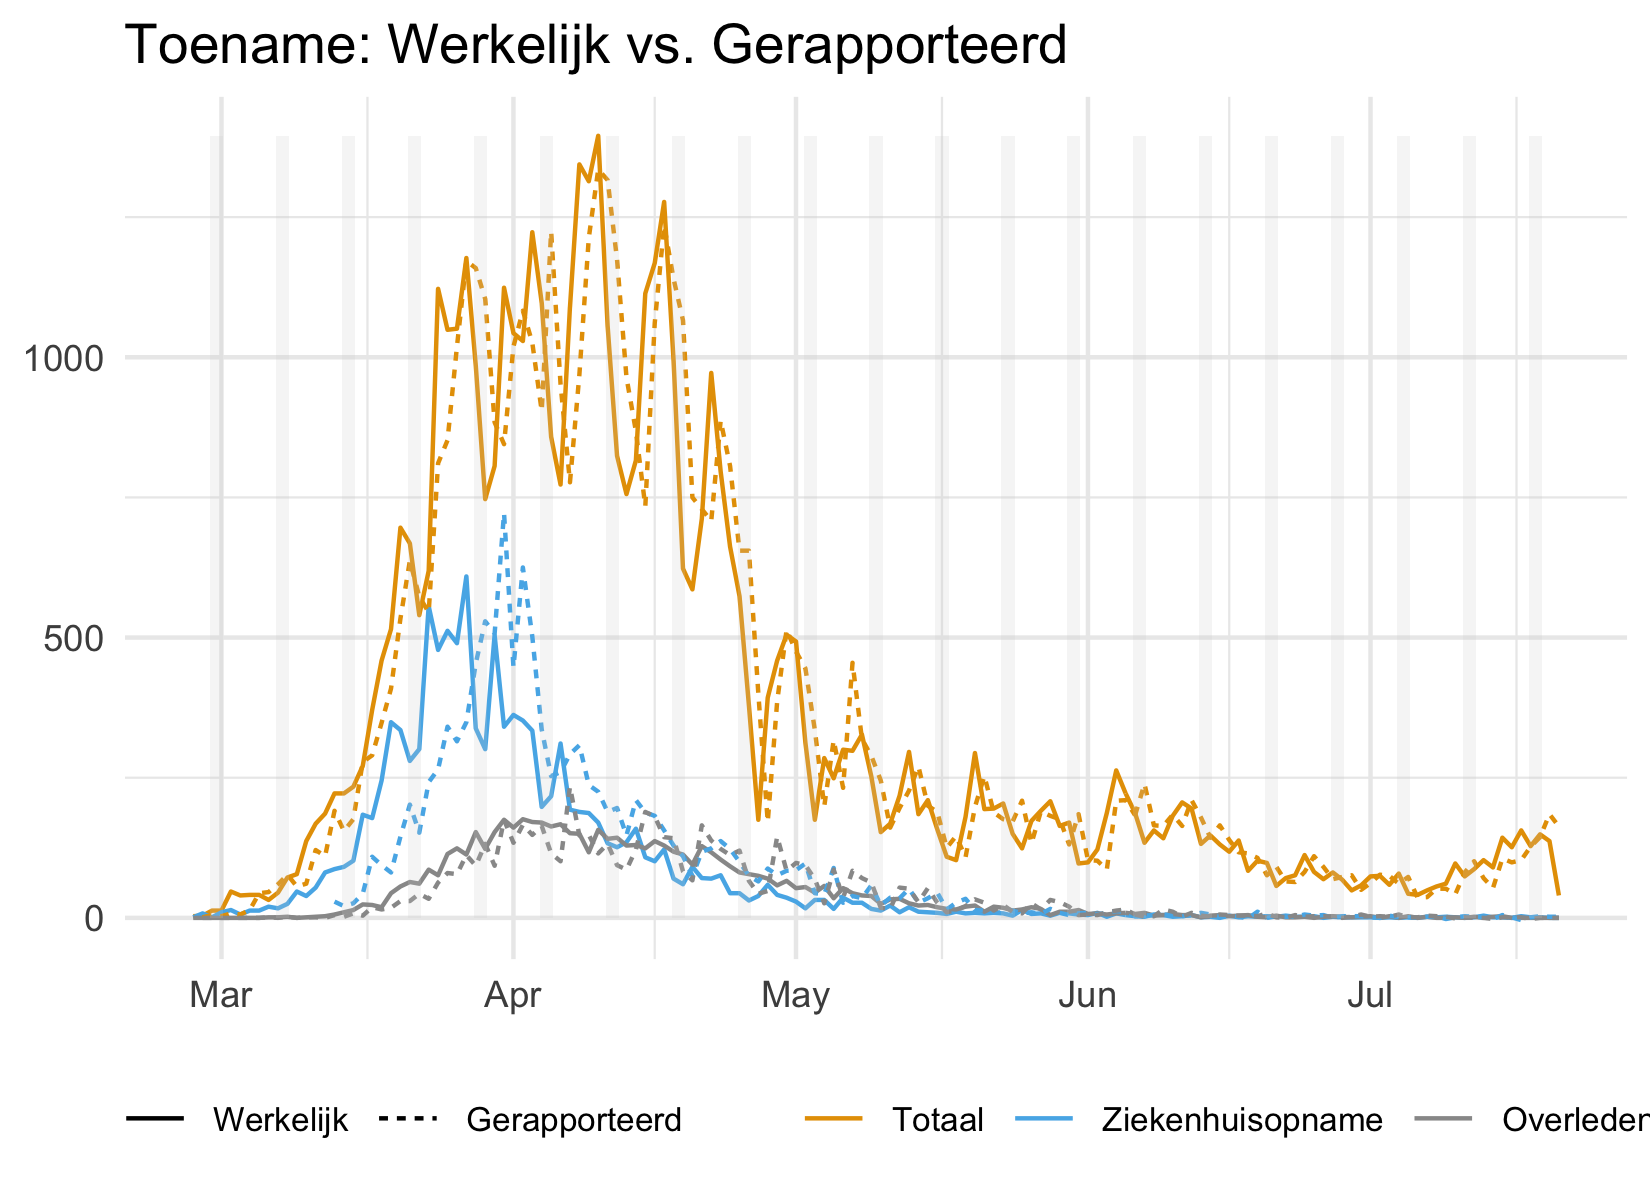 Toename: Werkelijk vs. Gerapporteerd
1000
500
0
Mar Apr May Jun Jul
Werkelijk Gerapporteerd Totaal Ziekenhuisopname Overleden